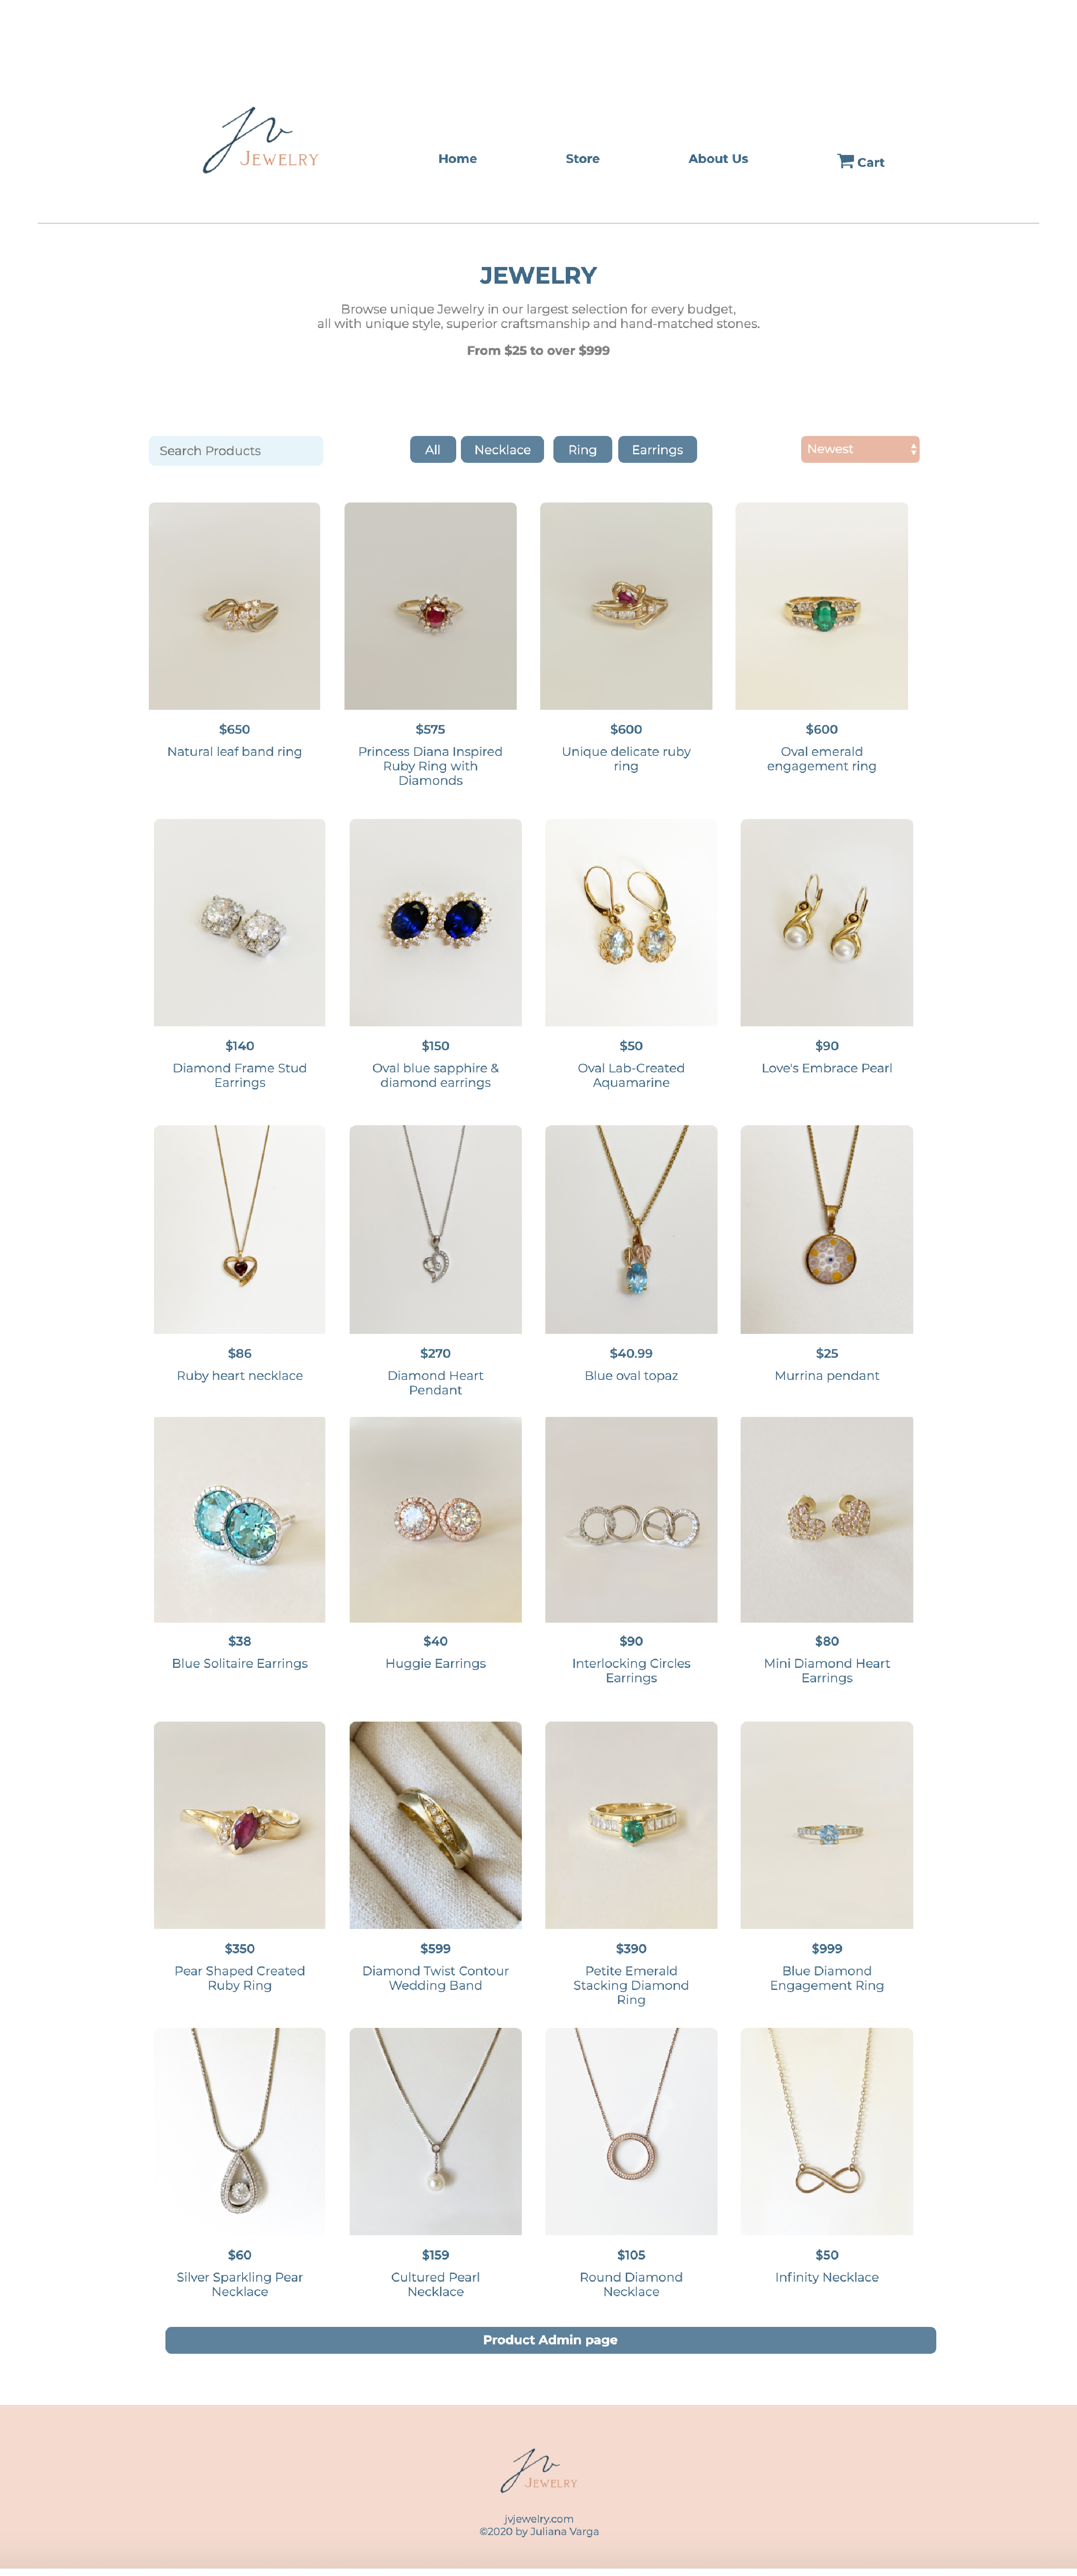 JV
JEWELRY
Home
Store
About Us
Cart
JEWELRY
Browse unique Jewelry in our largest selection for every budget,
all with unique style, superior craftsmanship and hand-matched stones.
From $25 to over $999
Search Products
All
Necklace
Ring
Earrings
Newest
$650
Natural leaf band ring
$575
Princess Diana Inspired
Ruby Ring with
Diamonds
$600
Unique delicate ruby
ring
$600
Oval emerald
engagement ring
$140
Diamond Frame Stud
Earrings
$150
Oval blue sapphire &
diamond earrings
$50
Oval Lab-Created
Aquamarine
$90
Love's Embrace Pearl
$86
Ruby heart necklace
$270
Diamond Heart
Pendant
$40.99
Blue oval topaz
$25
Murrina pendant
$38
Blue Solitaire Earrings
$40
Huggie Earrings
$90
Interlocking Circles
Earrings
$80
Mini Diamond Heart
Earrings
$350
Pear Shaped Created
Ruby Ring
$599
Diamond Twist Contour
Wedding Band
$390
Petite Emerald
Stacking Diamond
Ring
$999
Blue Diamond
Engagement Ring
$60
Silver Sparkling Pear
Necklace
$159
Cultured Pearl
Necklace
$105
Round Diamond
Necklace
$50
Infinity Necklace
Product Admin page
JV
JEWELRY
jvjewelry.com
©2020 by Juliana Varga